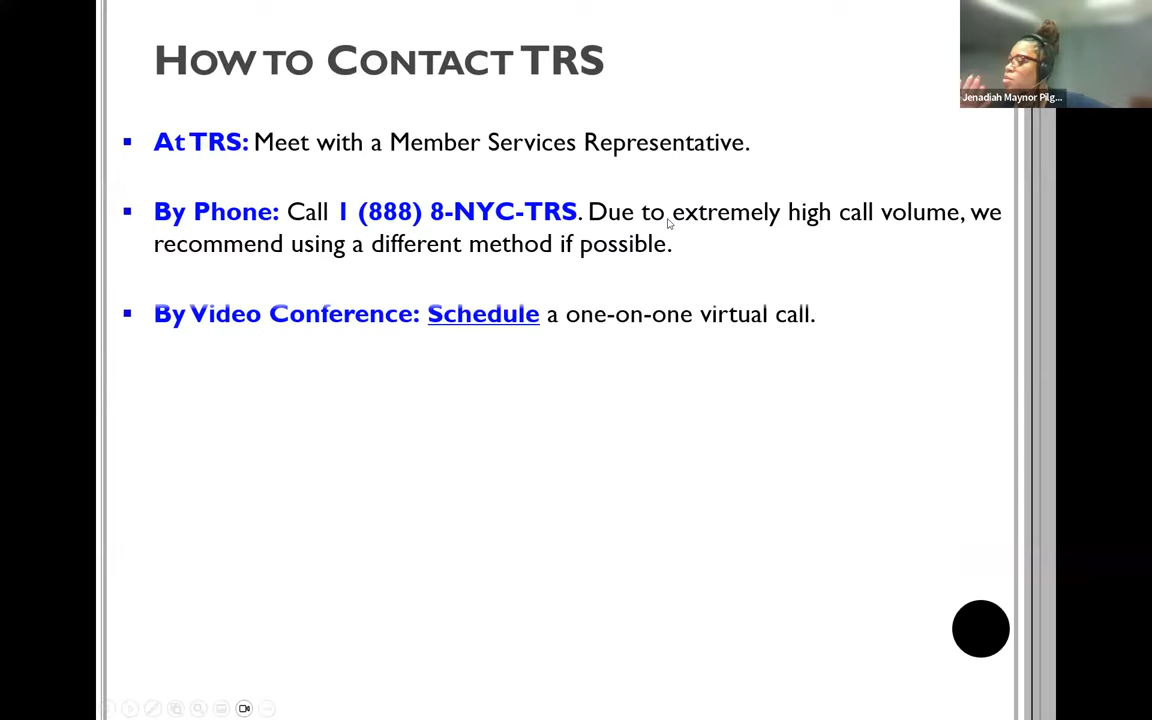 HOW TO CONTACT TRS
Jenadiah Maynor Pilg...
▪ At TRS: Meet with a Member Services Representative.
▪ By Phone: Call 1 (888) 8-NYC-TRS. Due to extremely high call volume, we
recommend using a different method if possible.
▪ By Video Conference: Schedule a one-on-one virtual call.